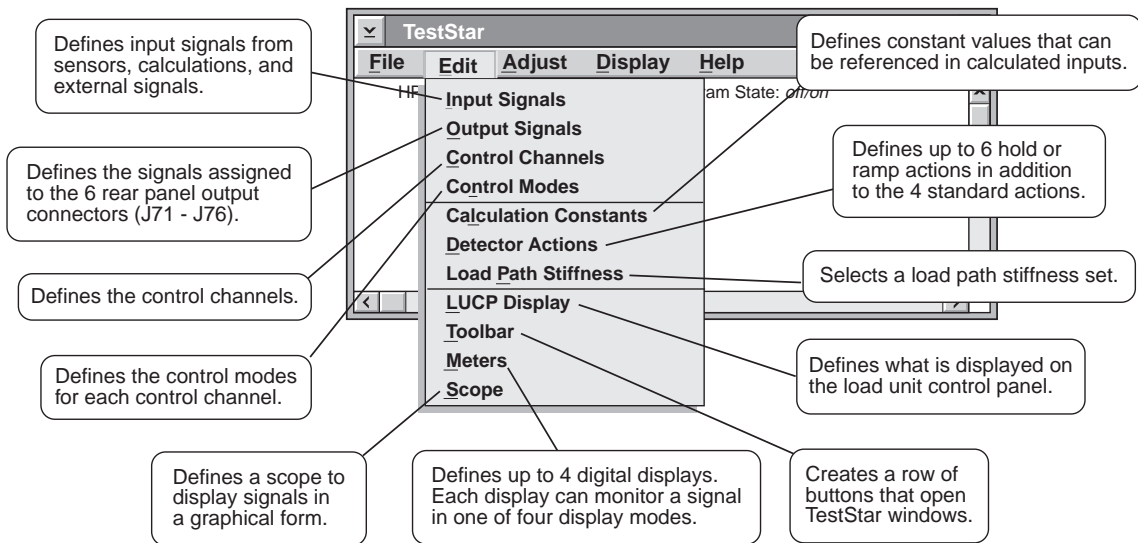 TestStar
File Edit Adjust Display Help
am State: off/on
Input Signals
Output Signals
Control Channels
Control Modes
Calculation Constants
Detector Actions
Load Path Stiffness
LUCP Display
Toolbar
Meters
Scope
Defines input signals from
sensors, calculations, and
external signals.
Defines the signals assigned
to the 6 rear panel output
connectors (J71 - J76).
Defines the control channels.
Defines the control modes
for each control channel.
Defines a scope to
display signals in
a graphical form.
Defines up to 4 digital displays.
Each display can monitor a signal
in one of four display modes.
Creates a row of
buttons that open
TestStar windows.
Defines what is displayed on
the load unit control panel.
Selects a load path stiffness set.
Defines up to 6 hold or
ramp actions in addition
to the 4 standard actions.
Defines constant values that can
be referenced in calculated inputs.